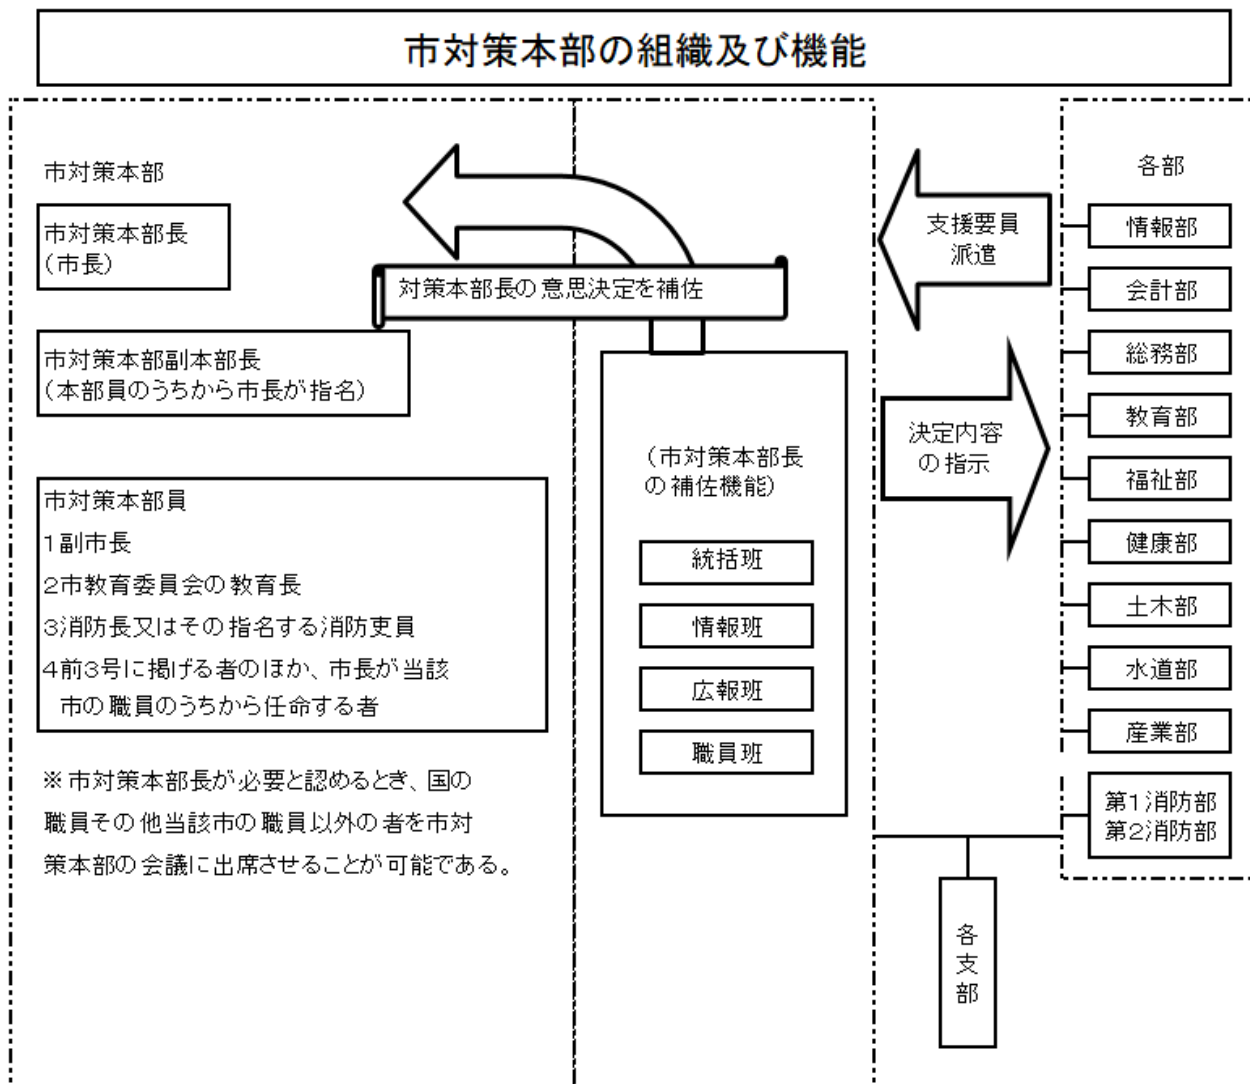 市対策本部の組織及び機能
市対策本部
市対策本部長
（市長）
市対策本部副本部長
（本部員のうちから市長が指名）
市対策本部員
1副市長
2市教育委員会の教育長
3消防長又はその指名する消防吏員
4前3号に掲げる者のほか、市長が当該
市の職員のうちから任命する者
※市対策本部長が必要と認めるとき、国の
職員その他当該市の職員以外の者を市対
策本部の会議に出席させることが可能である。
対策本部長の意思決定を補佐
（市対策本部長
の補佐機能）
統括班
情報班
広報班
職員班
支援要員
派遣
決定内容
の指示
各部
情報部
会計部
総務部
教育部
福祉部
健康部
土木部
水道部
産業部
第1消防部
第2消防部
各支部